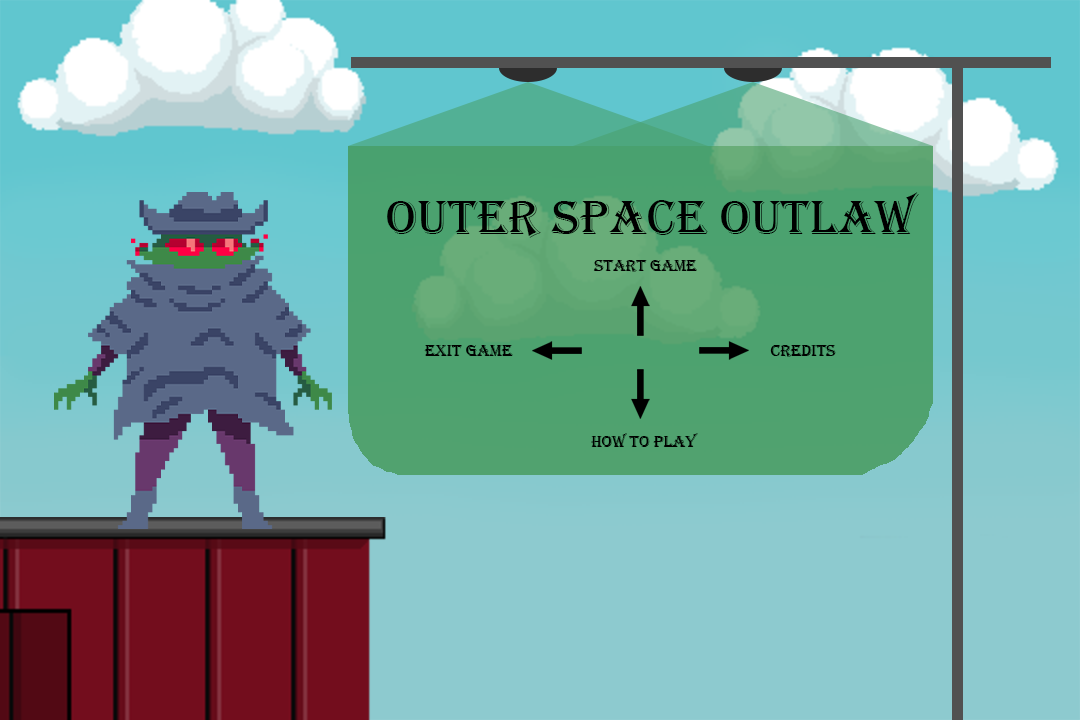 OUTER SPACE OUTLAW
START GAME
EXIT GAME
CREDITS
HOW TO PLAY